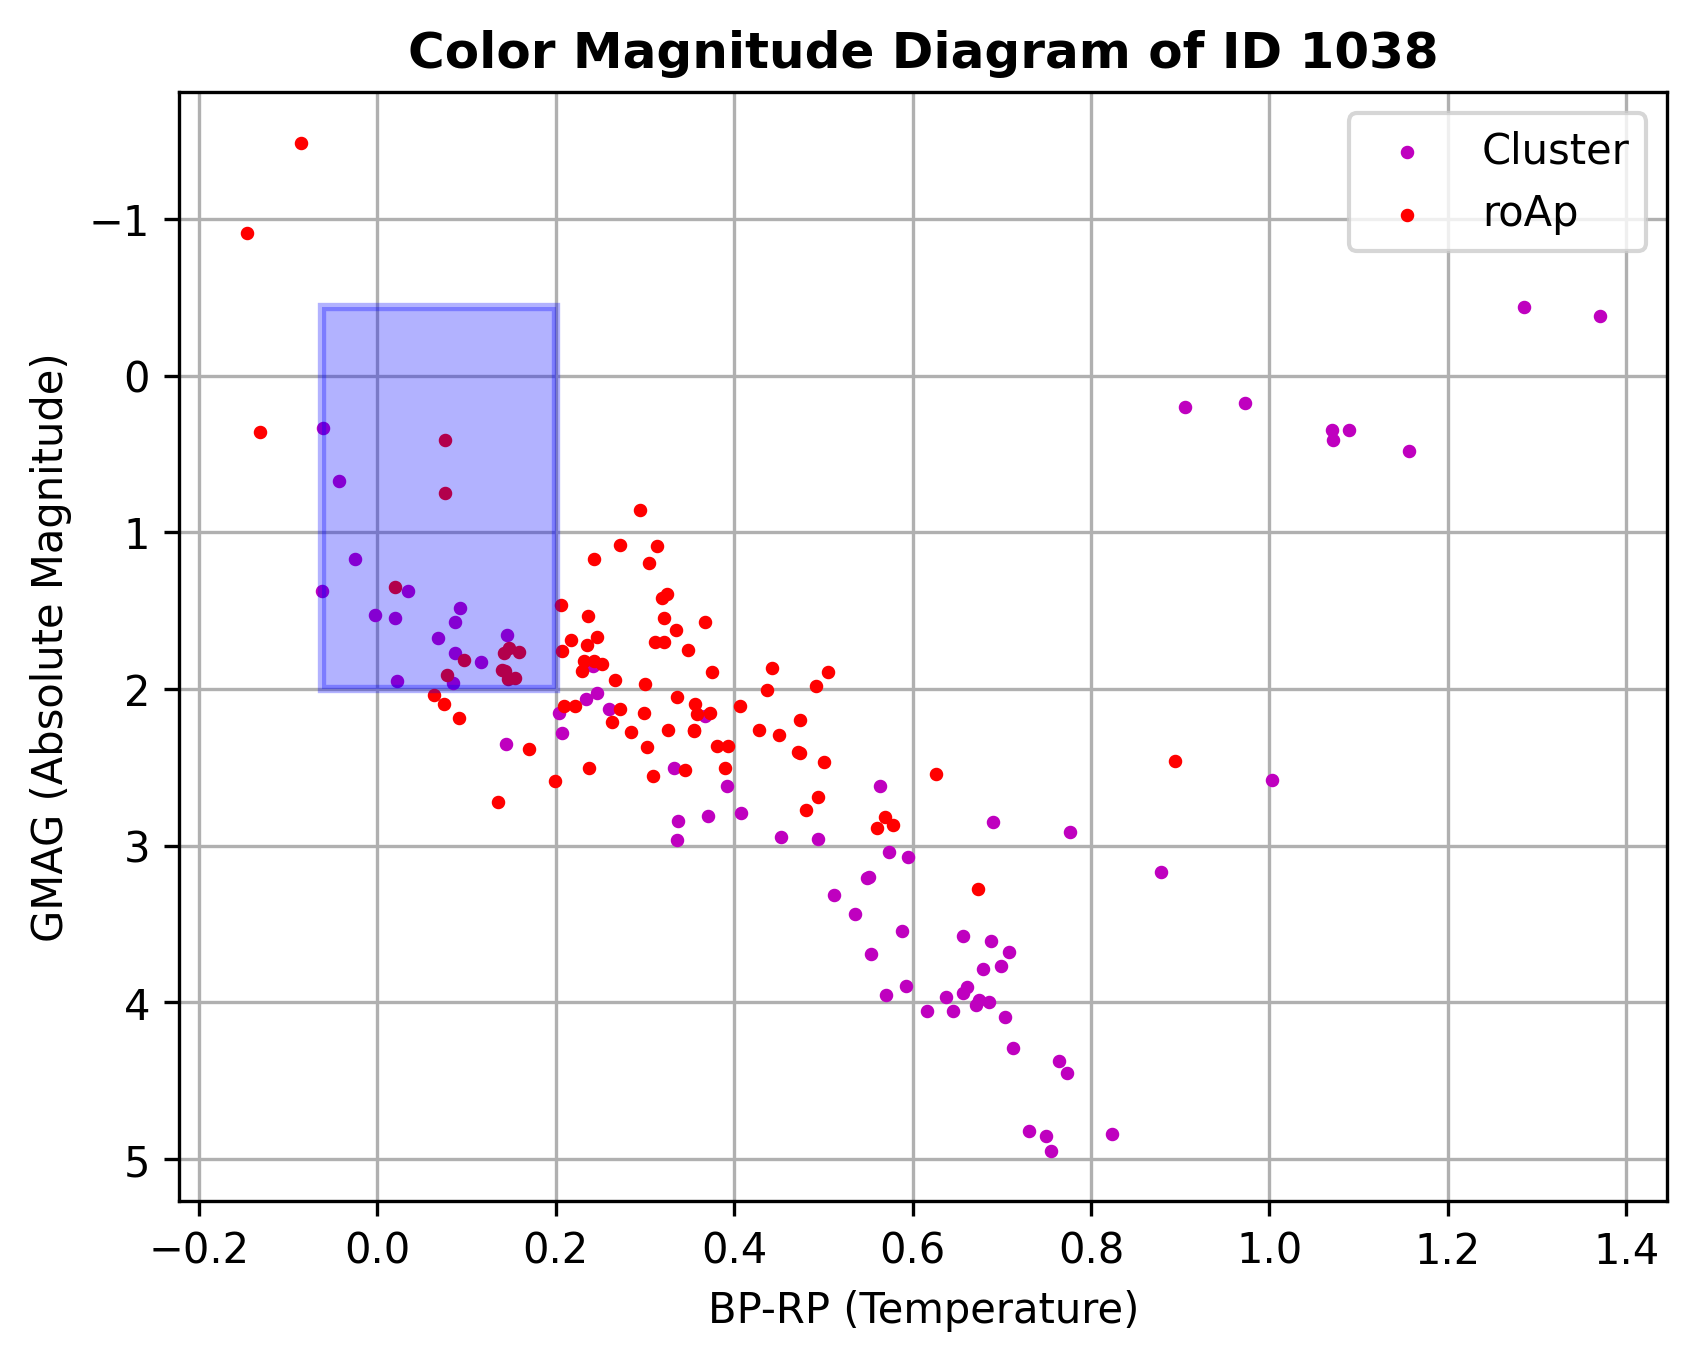 Color Magnitude Diagram of ID 1038
Cluster
roAp
GMAG (Absolute Magnitude)
−1
0
1
2
3
4
5
−0.2 0.0 0.2 0.4 0.6 0.8 1.0 1.2 1.4
BP-RP (Temperature)